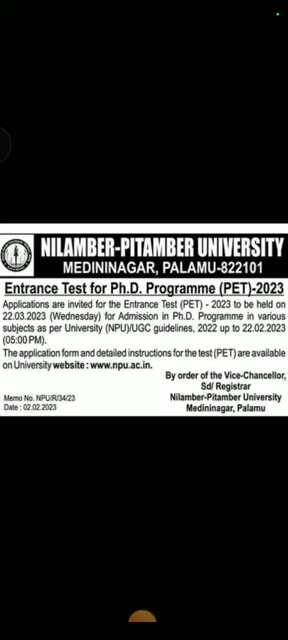 NILAMBER-PITAMBER UNIVERSITY
MEDININAGAR, PALAMU-822101
Entrance Test for Ph.D. Programme (PET)-2023
Applications are invited for the Entrance Test (PET) - 2023 to be held on
22.03.2023 (Wednesday) for Admission in Ph.D. Programme in various
subjects as per University (NPU)/UGC guidelines, 2022 up to 22.02.2023
(05:00 PM).
The application form and detailed instructions for the test (PET) are available
on University website : www.npu.ac.in.
By order of the Vice-Chancellor,
Sd/ Registrar
Memo No. NPU/R/34/23
Nilamber-Pitamber University
Date : 02.02.2023
Medininagar, Palamu